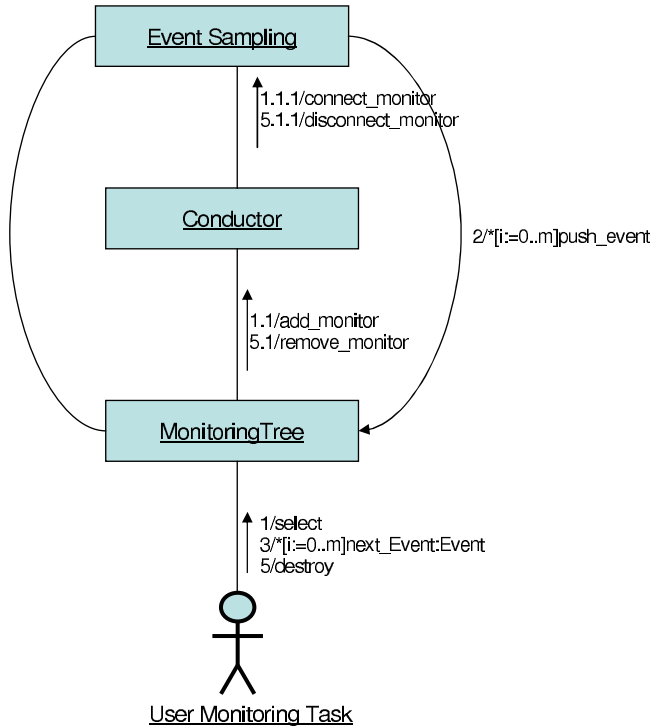 Event Sampling
1.1.1/connect_monitor
5.1.1/disconnect_monitor
Conductor
2/*[i:=0..m]push_event
1.1/add_monitor
5.1/remove_monitor
MonitoringTree
1/select
3/*[i:=0..m]next_Event:Event
5/destroy
User Monitoring Task